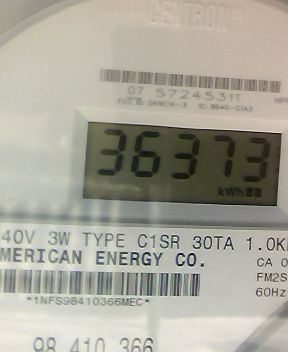 CENTRON®
07 57245311
36373
kWh
40V 3W TYPE C1SR 30TA 1.0K
MERICAN ENERGY CO.
CA 0
FM2S
*1NFS98410366MEC*
60Hz
98 410 366